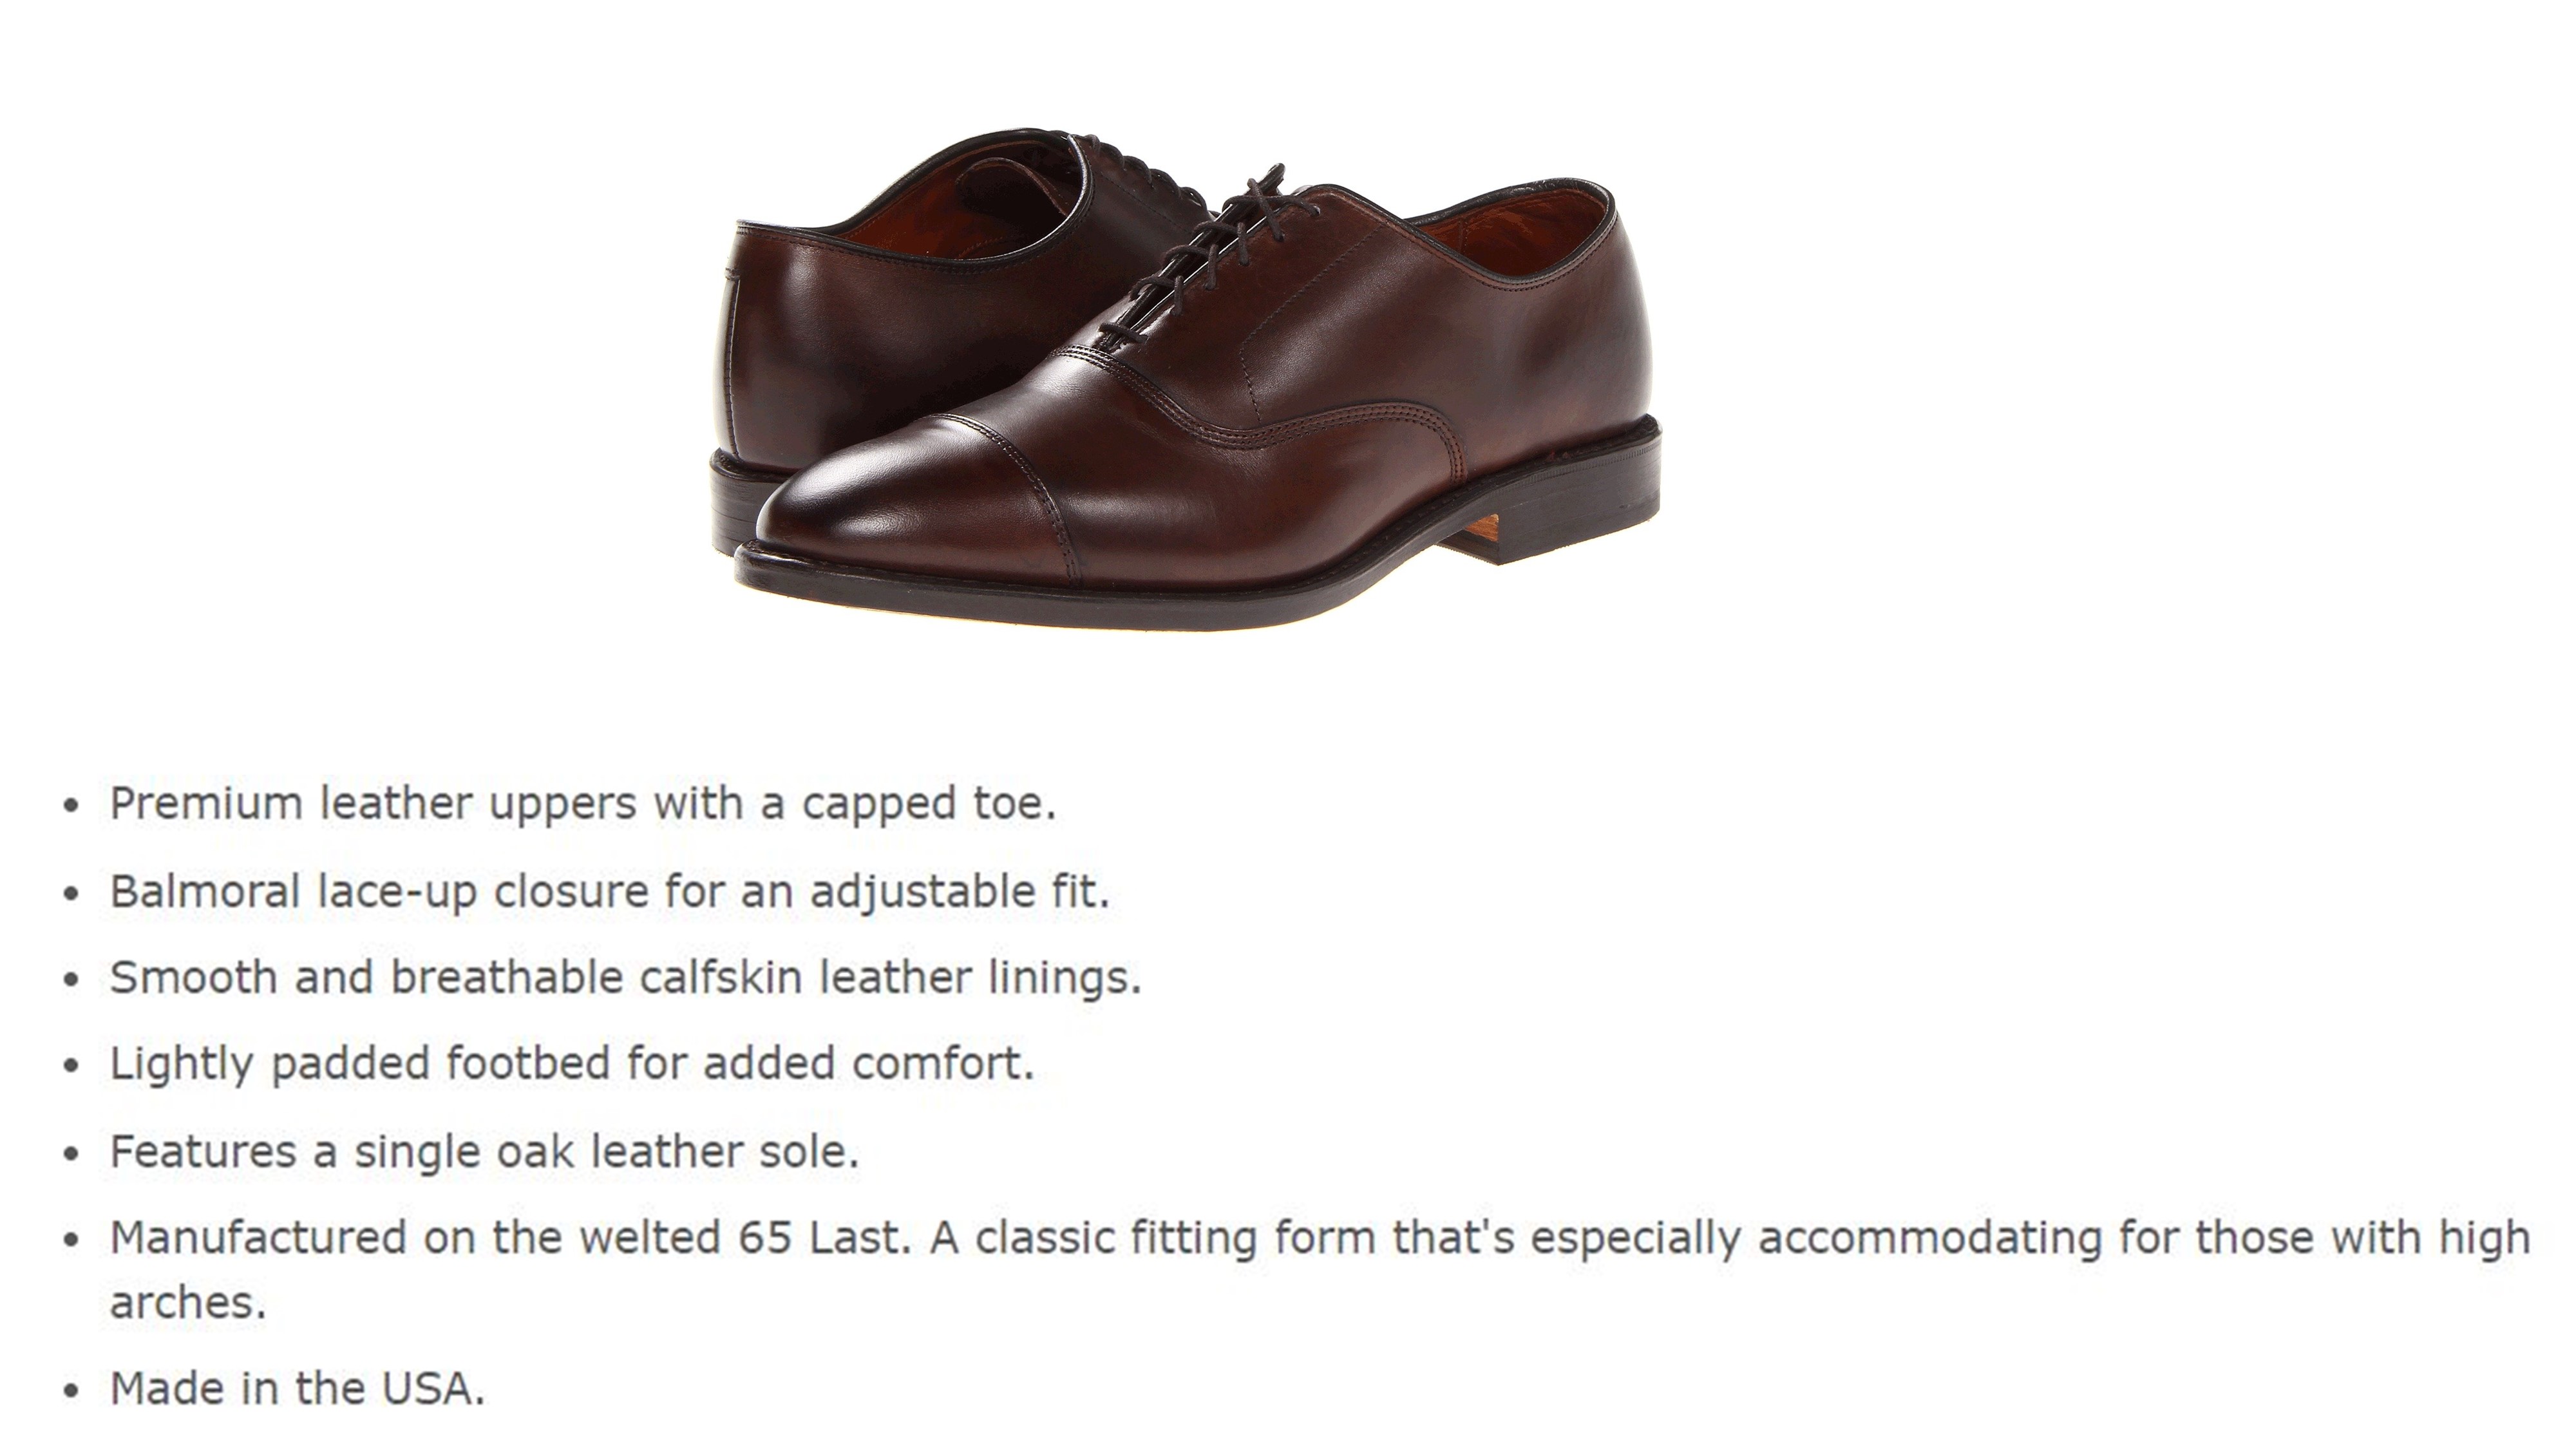 • Premium leather uppers with a capped toe.
• Balmoral lace-up closure for an adjustable fit.
• Smooth and breathable calfskin leather linings.
• Lightly padded footbed for added comfort.
• Features a single oak leather sole.
• Manufactured on the welted 65 Last. A classic fitting form that's especially accommodating for those with high
arches.
• Made in the USA.